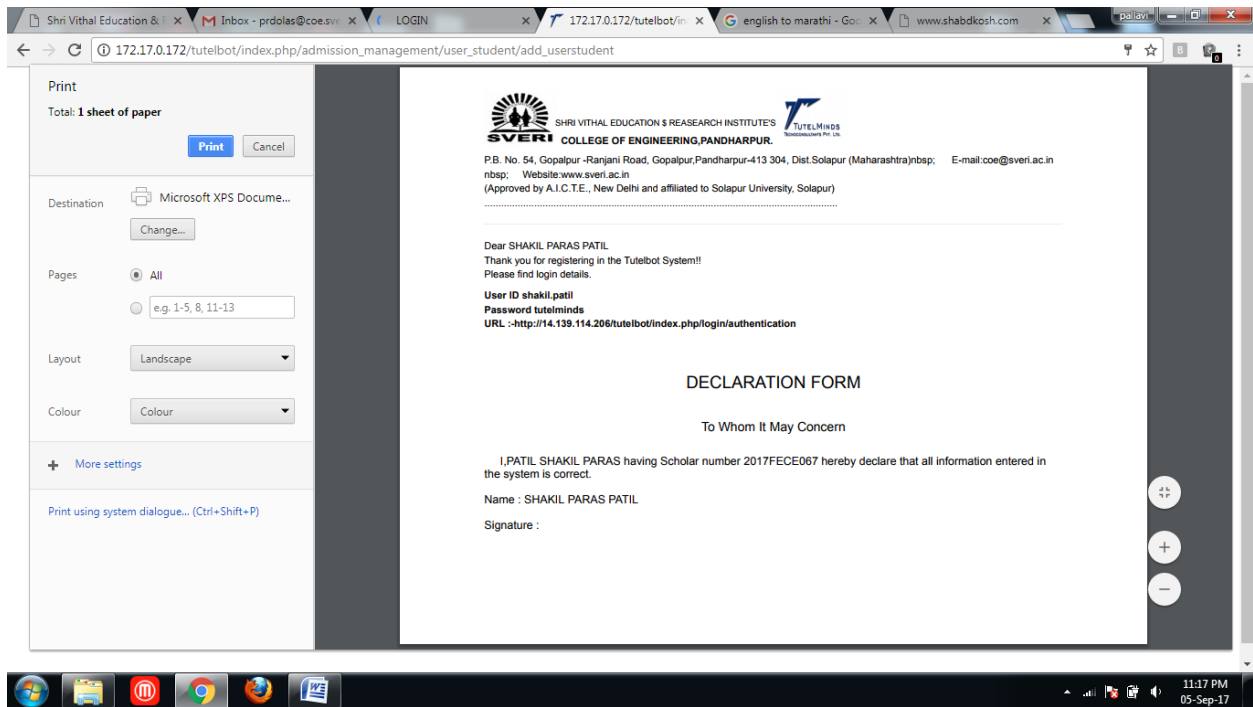 Shri Vithal Education & R
Inbox - prdolas@coe.sve
LOGIN
172.17.0.172/tutelbot/in
english to marathi - Goo
www.shabdkosh.com
pallavi
172.17.0.172/tutelbot/index.php/admission_management/user_student/add_userstudent
Print
Total: 1 sheet of paper
Print Cancel
Destination Microsoft XPS Docume...
Change...
Pages All
e.g. 1-5, 8, 11-13
Layout Landscape
Colour Colour
More settings
Print using system dialogue... (Ctrl+Shift+P)
SHRI VITHAL EDUCATION $ REASEARCH INSTITUTE'S
SVERI COLLEGE OF ENGINEERING,PANDHARPUR.
TUTELMINDS
P.B. No. 54, Gopalpur -Ranjani Road, Gopalpur,Pandharpur-413 304, Dist.Solapur (Maharashtra)nbsp; E-mail:coe@sveri.ac.in
nbsp; Website:www.sveri.ac.in
(Approved by A.I.C.T.E., New Delhi and affiliated to Solapur University, Solapur)
Dear SHAKIL PARAS PATIL
Thank you for registering in the Tutelbot System!!
Please find login details.
User ID shakil.patil
Password tutelminds
URL :-http://14.139.114.206/tutelbot/index.php/login/authentication
DECLARATION FORM
To Whom It May Concern
I,PATIL SHAKIL PARAS having Scholar number 2017FECE067 hereby declare that all information entered in
the system is correct.
Name : SHAKIL PARAS PATIL
Signature :
11:17 PM
05-Sep-17